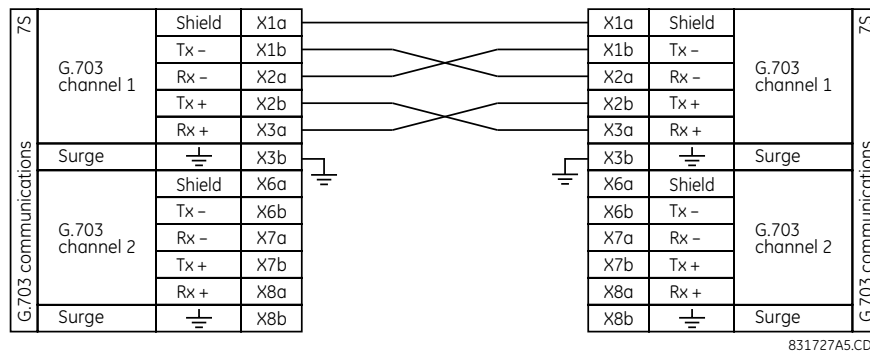 7S
G.703 communications
G.703
channel 1
Shield X1a
Tx – X1b
Rx – X2a
Tx + X2b
Rx + X3a
Surge X3b
G.703
channel 2
Shield X6a
Tx – X6b
Rx – X7a
Tx + X7b
Rx + X8a
Surge X8b
X1a Shield
X1b Tx –
X2a Rx –
X2b Tx +
X3a Rx +
G.703
channel 1
X3b Surge
X6a Shield
X6b Tx –
X7a Rx –
X7b Tx +
X8a Rx +
G.703
channel 2
X8b Surge
7S
G.703 communications
831727A5.CD